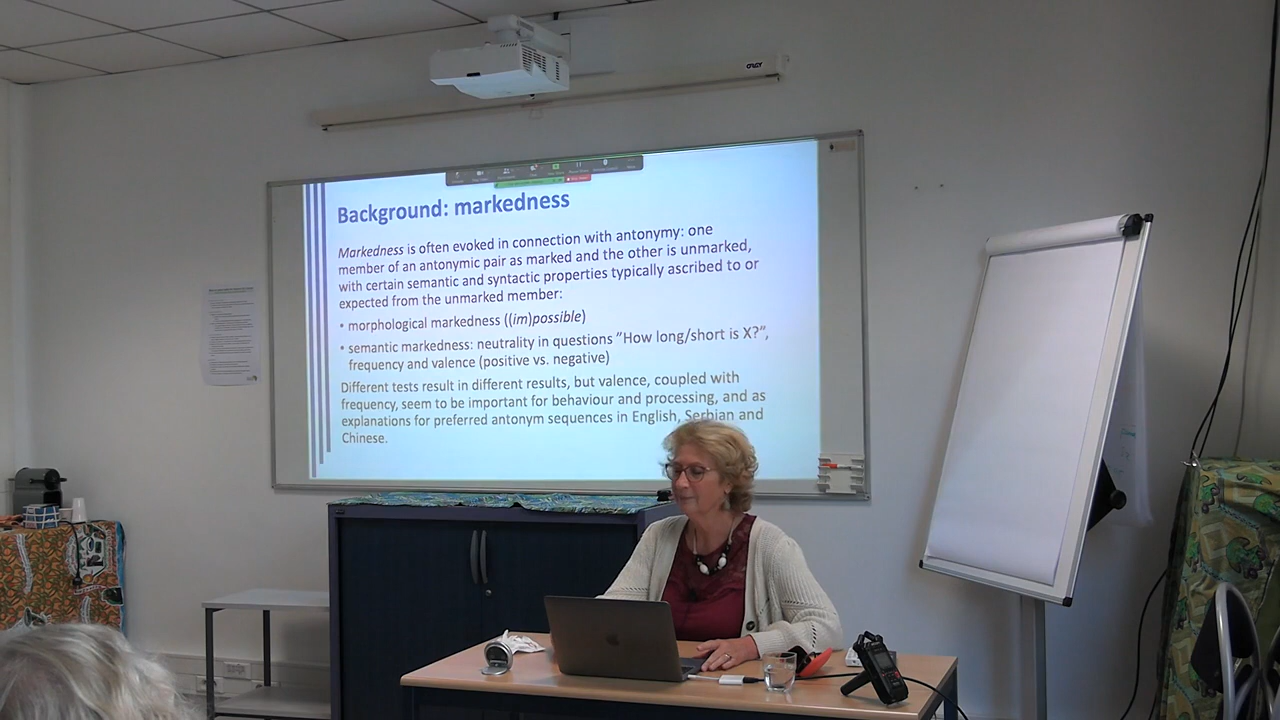 Background: markedness
Markedness is often evoked in connection with antonymy: one
member of an antonymic pair as marked and the other is unmarked,
with certain semantic and syntactic properties typically ascribed to or
expected from the unmarked member:
• morphological markedness ((im)possible)
• semantic markedness: neutrality in questions ”How long/short is X?”,
frequency and valence (positive vs. negative)
Different tests result in different results, but valence, coupled with
frequency, seem to be important for behaviour and processing, and as
explanations for preferred antonym sequences in English, Serbian and
Chinese.